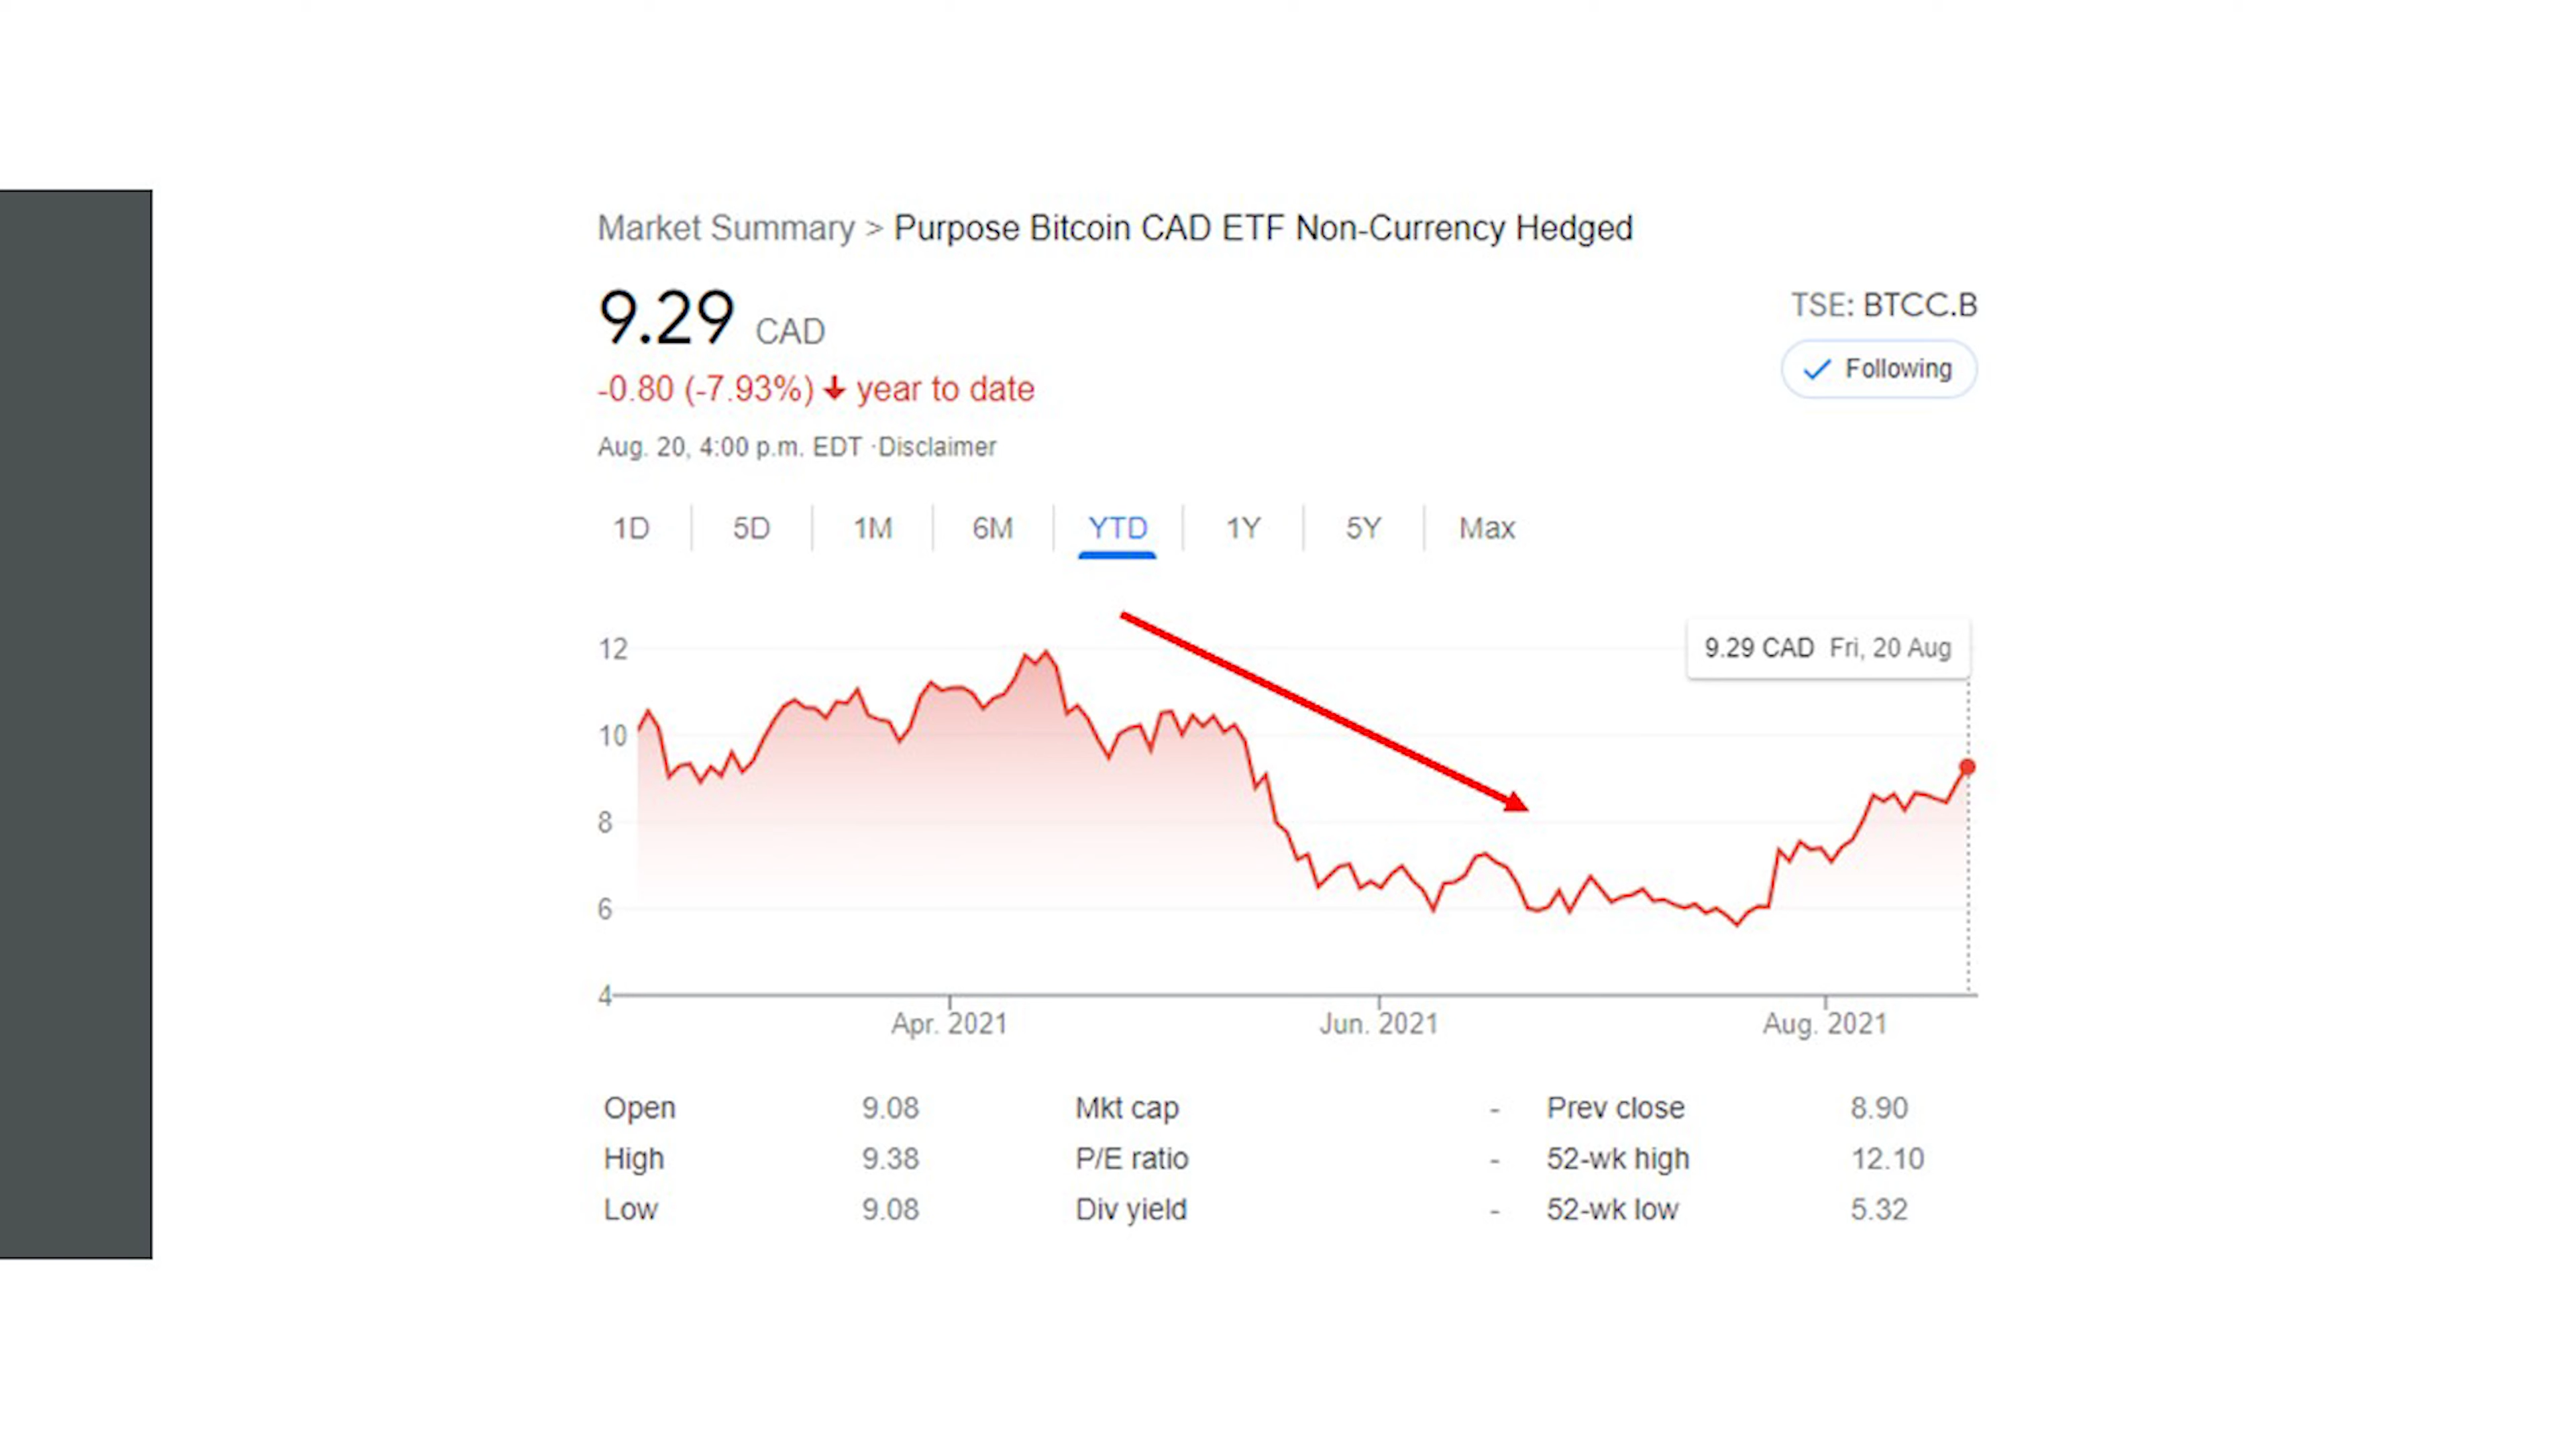 Market Summary > Purpose Bitcoin CAD ETF Non-Currency Hedged
9.29 CAD
TSE: BTCC.B
-0.80 (-7.93%) year to date
Following
Aug. 20, 4:00 p.m. EDT ·Disclaimer
1D 5D 1M 6M YTD 1Y 5Y Max
9.29 CAD Fri, 20 Aug
12
10
8
6
4
Apr. 2021 Jun. 2021 Aug. 2021
Open 9.08 Mkt cap - Prev close 8.90
High 9.38 P/E ratio - 52-wk high 12.10
Low 9.08 Div yield - 52-wk low 5.32